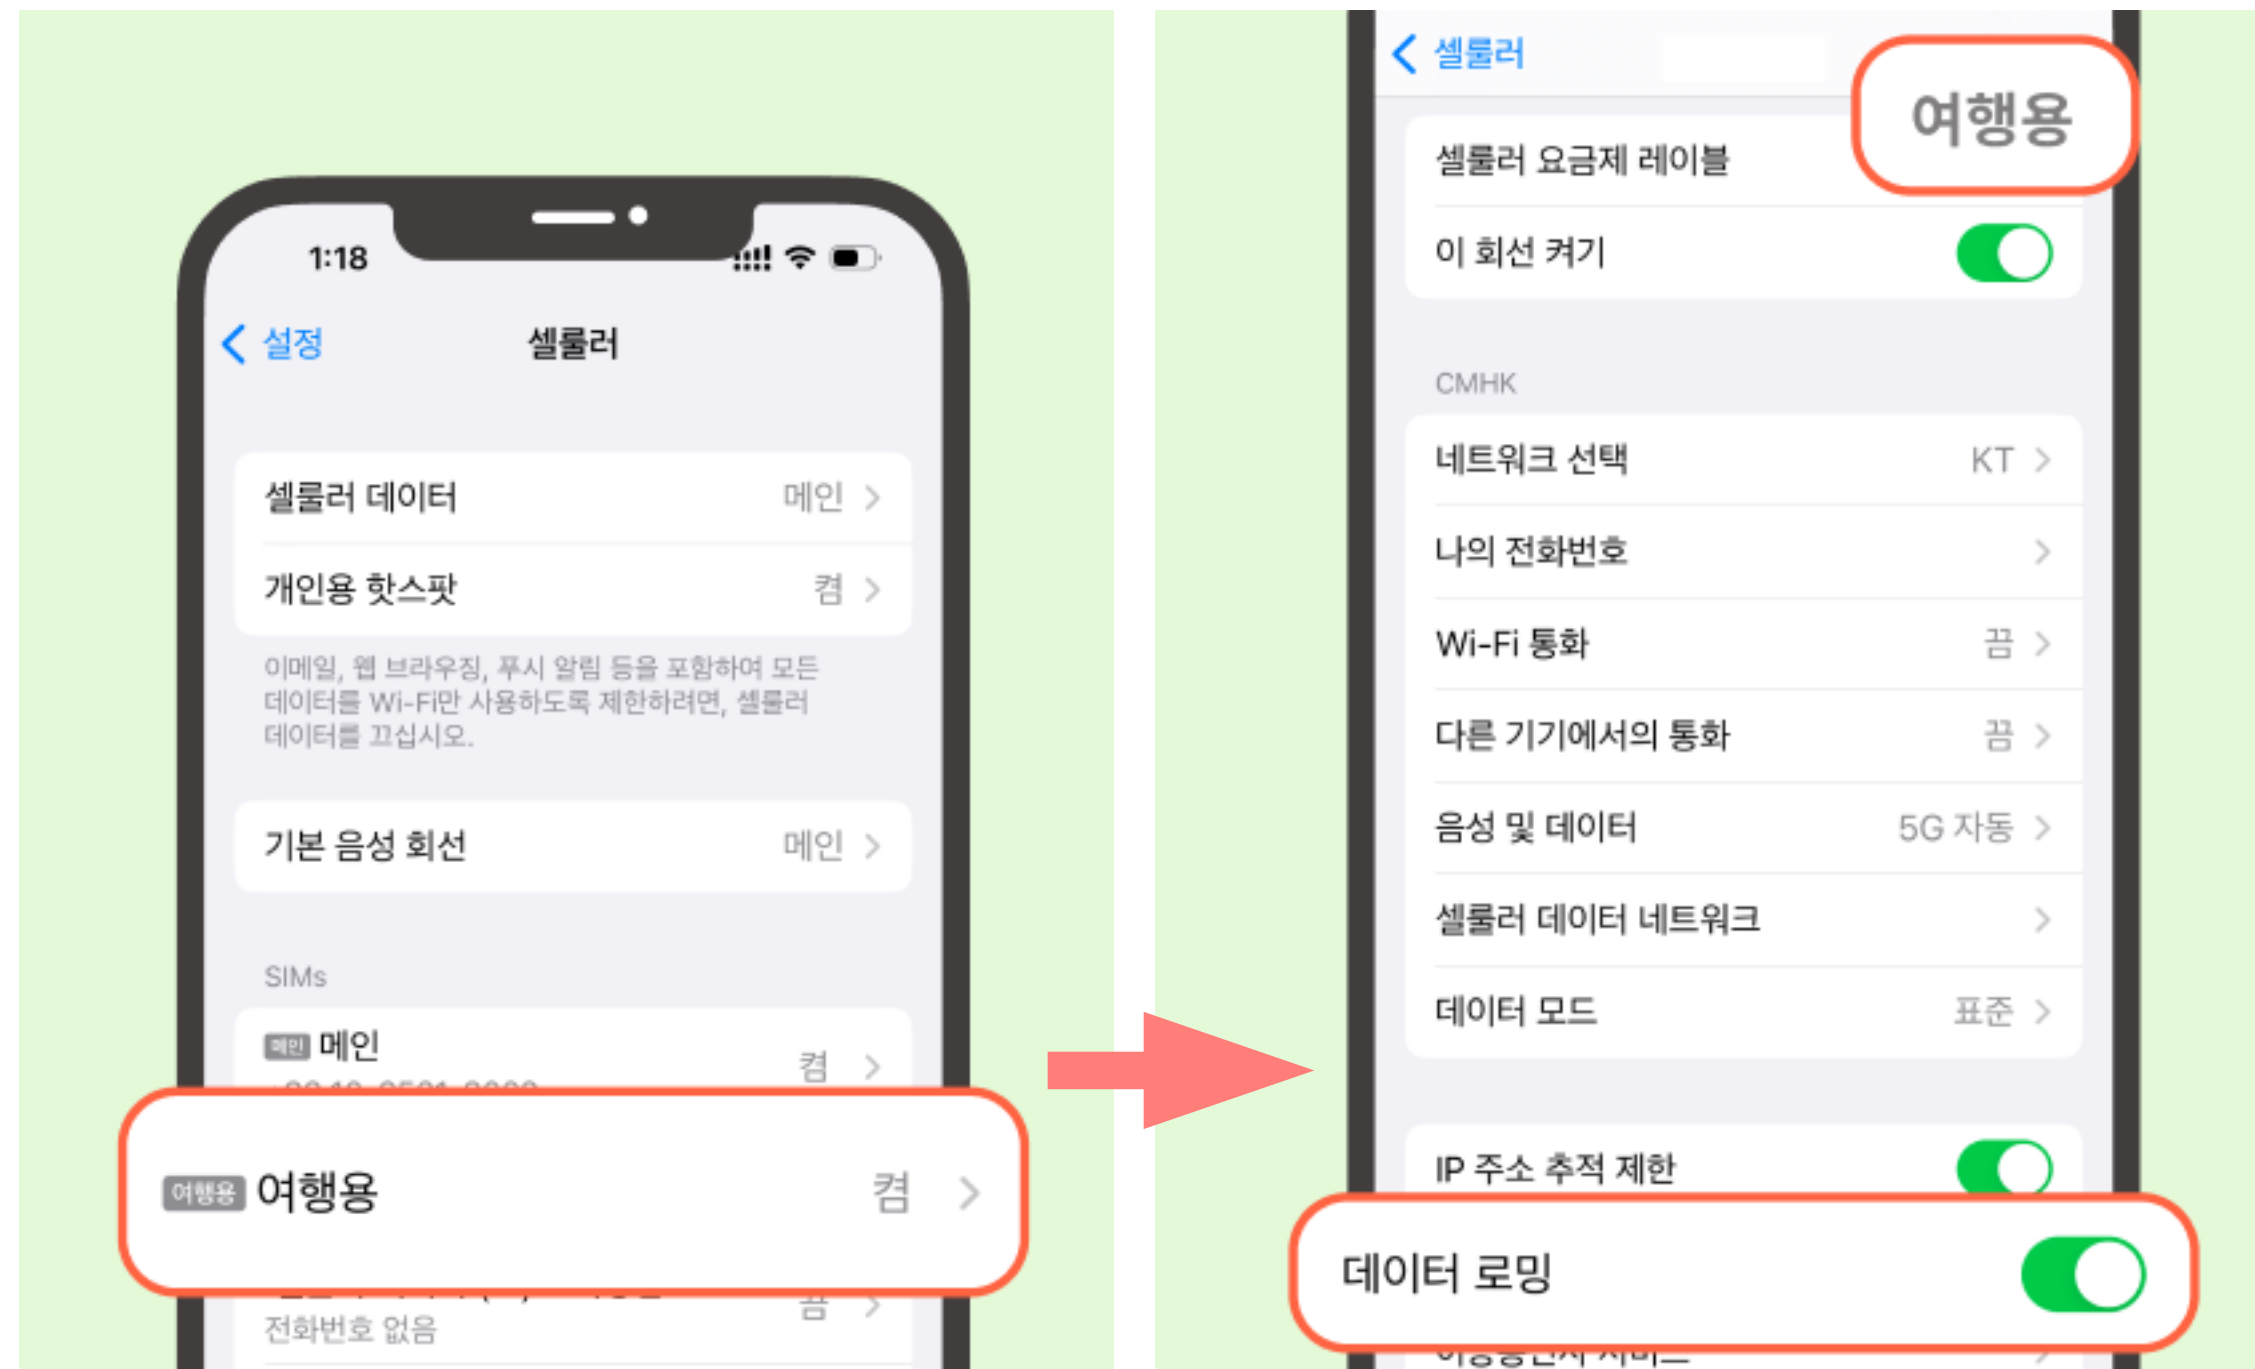 1:18
설정
셀룰러
셀룰러 데이터
메인
개인용 핫스팟
켬
이메일, 웹 브라우징, 푸시 알림 등을 포함하여 모든
데이터를 Wi-Fi만 사용하도록 제한하려면, 셀룰러
데이터를 끄십시오.
기본 음성 회선
메인
SIMs
메인 메인
켬
여행용 여행용
켬
끔
전화번호 없음
셀룰러
여행용
셀룰러 요금제 레이블
이 회선 켜기
CMHK
네트워크 선택
KT
나의 전화번호
Wi-Fi 통화
끔
다른 기기에서의 통화
끔
음성 및 데이터
5G 자동
셀룰러 데이터 네트워크
데이터 모드
표준
IP 주소 추적 제한
데이터 로밍